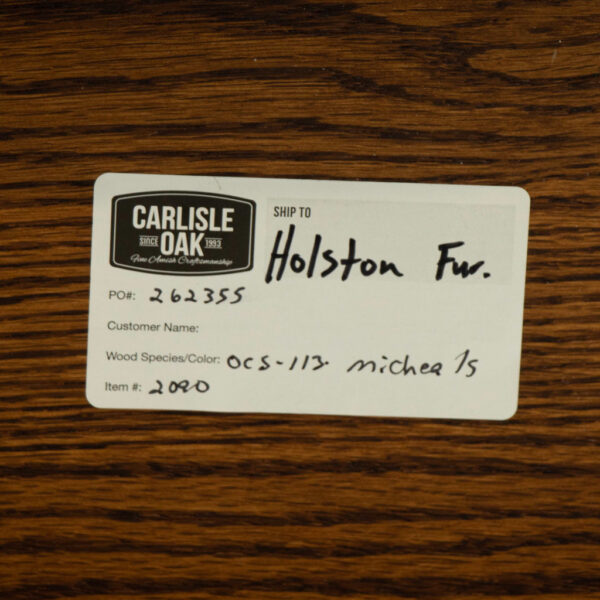 CARLISLE
SINCE OAK 1993
Fine Amish Craftsmanship
SHIP TO
Holston Fur.
PO#: 262355
Customer Name:
Wood Species/Color: OCS-113 micheals
Item #: 2090